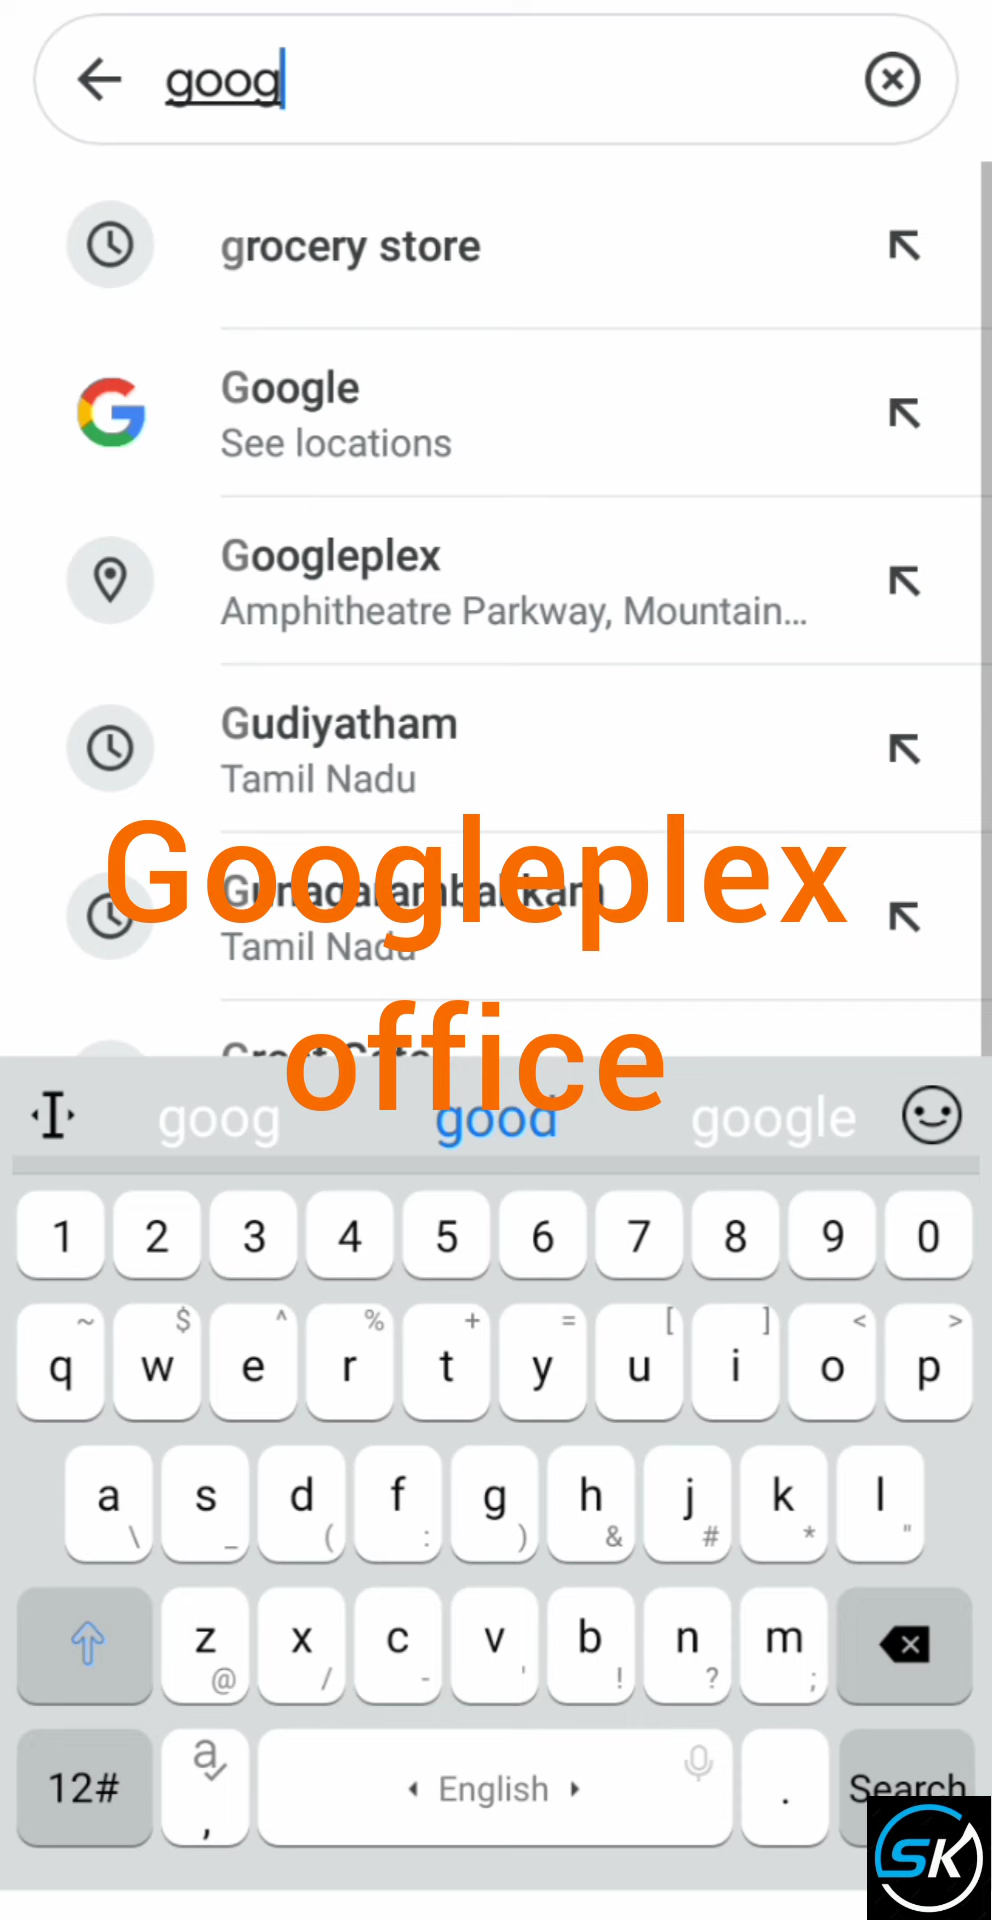 goog
grocery store
Google
See locations
Googleplex
Amphitheatre Parkway, Mountain...
Gudiyatham
Tamil Nadu
Googleplex
Tamil Nadu
office
goog good google
1 2 3 4 5 6 7 8 9 0
~ $ ^ % + = [ ] < >
q w e r t y u i o p
a s d f g h j k l
\ _ ( : ) & # * "
z x c v b n m
@ / - ' ! ? ;
12# a , English . Search
SK